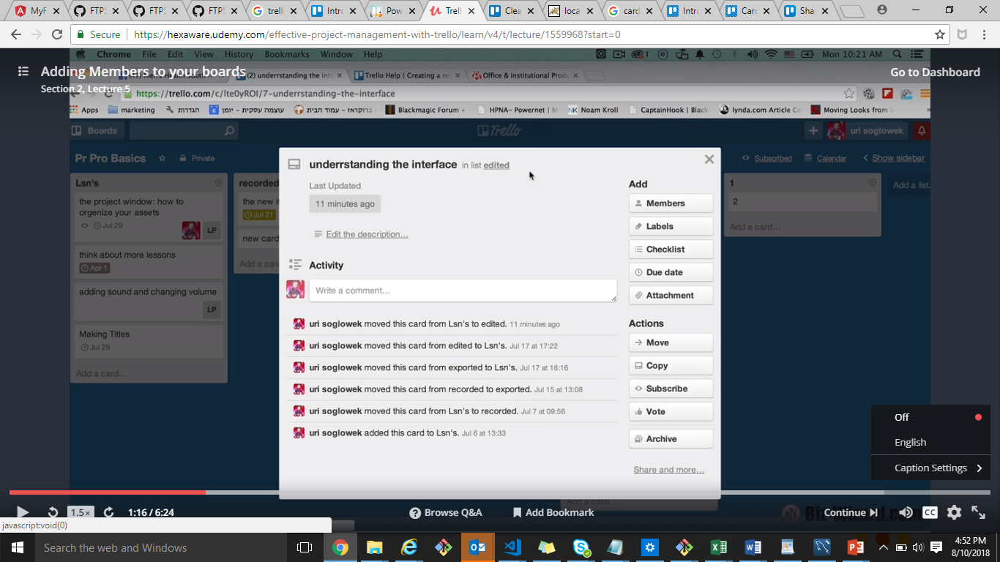 MyF
FTP5
FTP5
FTP5
trell
Intro
Pow
Trell
Clea
loca
card
Intro
Card
Shar
Secure
https://hexaware.udemy.com/effective-project-management-with-trello/learn/v4/t/lecture/1559968?start=0
Chrome File Edit View History Bookmarks Window Help
1
Mon 10:21 AM
Adding Members to your boards
(2) underrstanding the inte
Trello Help | Creating a ne
Office & Institutional Produ
Go to Dashboard
Section 2, Lecture 5
https://trello.com/c/lte0yROI/7-underrstanding-the-interface
Apps
marketing
הגדרות
עוצמה עסקית - יומן
ברוקראז - עמוד הבית
Blackmagic Forum •
HPNA- Powernet | M
Noam Kroll
CaptainHook | Black
lynda.com Article Ce
Moving Looks from
»
Boards
Trello
uri soglowek
Pr Pro Basics
Private
Subscribed
Calendar
Show sidebar
Lsn's
the project window: how to
orgenize your assets
Jul 29
LP
think about more lessons
Apr 1
adding sound and changing volume
LP
Making Titles
Jul 29
Add a card...
recorded
the new i
Jul 21
new card
Add a card
underrstanding the interface in list edited
Last Updated
11 minutes ago
Edit the description…
Activity
Write a comment…
uri soglowek moved this card from Lsn's to edited. 11 minutes ago
uri soglowek moved this card from edited to Lsn's. Jul 17 at 17:22
uri soglowek moved this card from exported to Lsn's. Jul 17 at 16:16
uri soglowek moved this card from recorded to exported. Jul 15 at 13:08
uri soglowek moved this card from Lsn's to recorded. Jul 7 at 09:56
uri soglowek added this card to Lsn's. Jul 6 at 13:33
Add
Members
Labels
Checklist
Due date
Attachment
Actions
Move
Copy
Subscribe
Vote
Archive
Share and more…
1
2
Add a card...
Add a list.
Off
English
Caption Settings
Add a card...
1.5×
1:16 / 6:24
Browse Q&A
Add Bookmark
Continue
CC
javascript:void(0)
Search the web and Windows
4:52 PM
8/10/2018